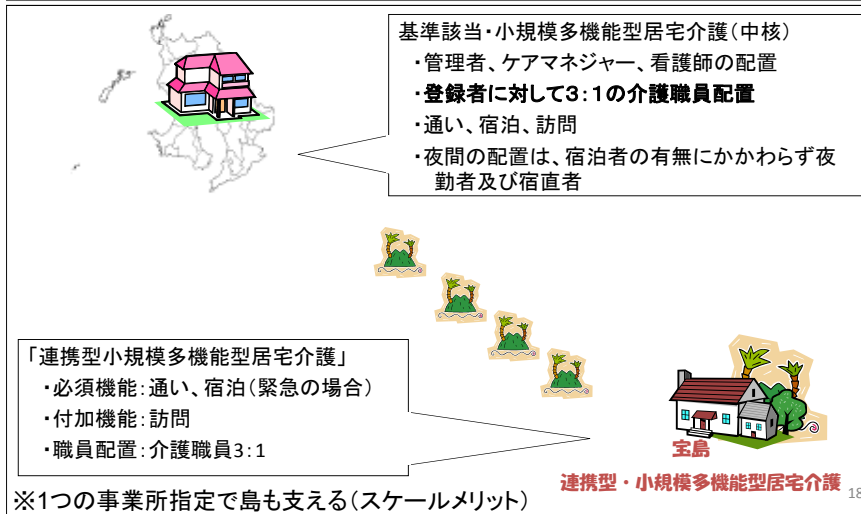 基準該当・小規模多機能型居宅介護(中核)
・管理者、ケアマネジャー、看護師の配置
・登録者に対して3:1の介護職員配置
・通い、宿泊、訪問
・夜間の配置は、宿泊者の有無にかかわらず夜
勤者及び宿直者
「連携型小規模多機能型居宅介護」
・必須機能:通い、宿泊(緊急の場合)
・付加機能:訪問
・職員配置:介護職員3:1
宝島
連携型・小規模多機能型居宅介護
※1つの事業所指定で島も支える(スケールメリット)
18